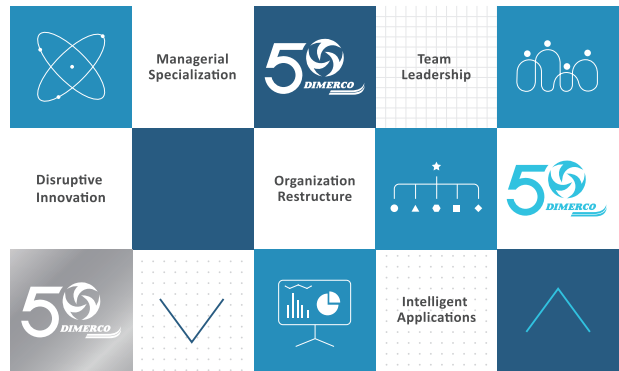 Managerial
Specialization
50
DIMERCO
Team
Leadership
Disruptive
Innovation
Organization
Restructure
50
DIMERCO
50
DIMERCO
Intelligent
Applications